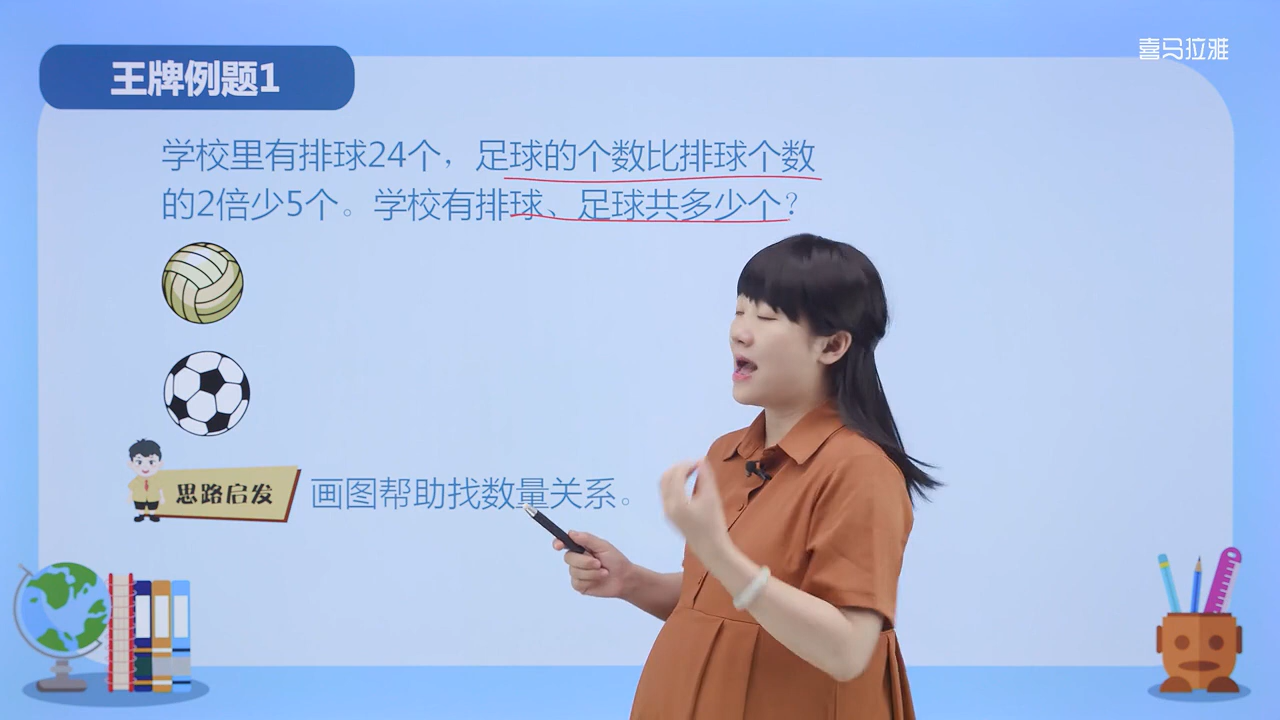 喜马拉雅
王牌例题1
学校里有排球24个，足球的个数比排球个数
的2倍少5个。学校有排球、足球共多少个？
思路启发
画图帮助找数量关系。